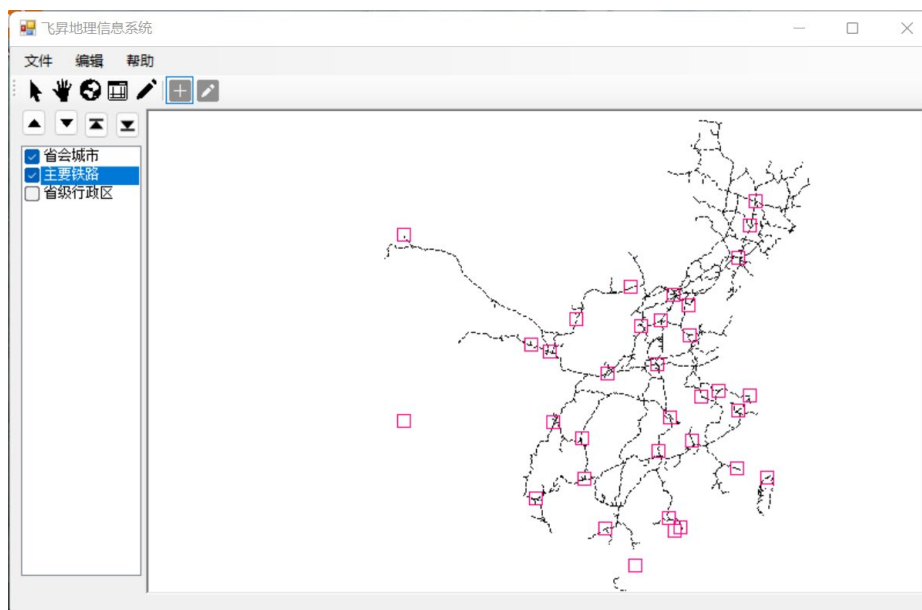 飞昇地理信息系统
文件 编辑 帮助
省会城市
主要铁路
省级行政区